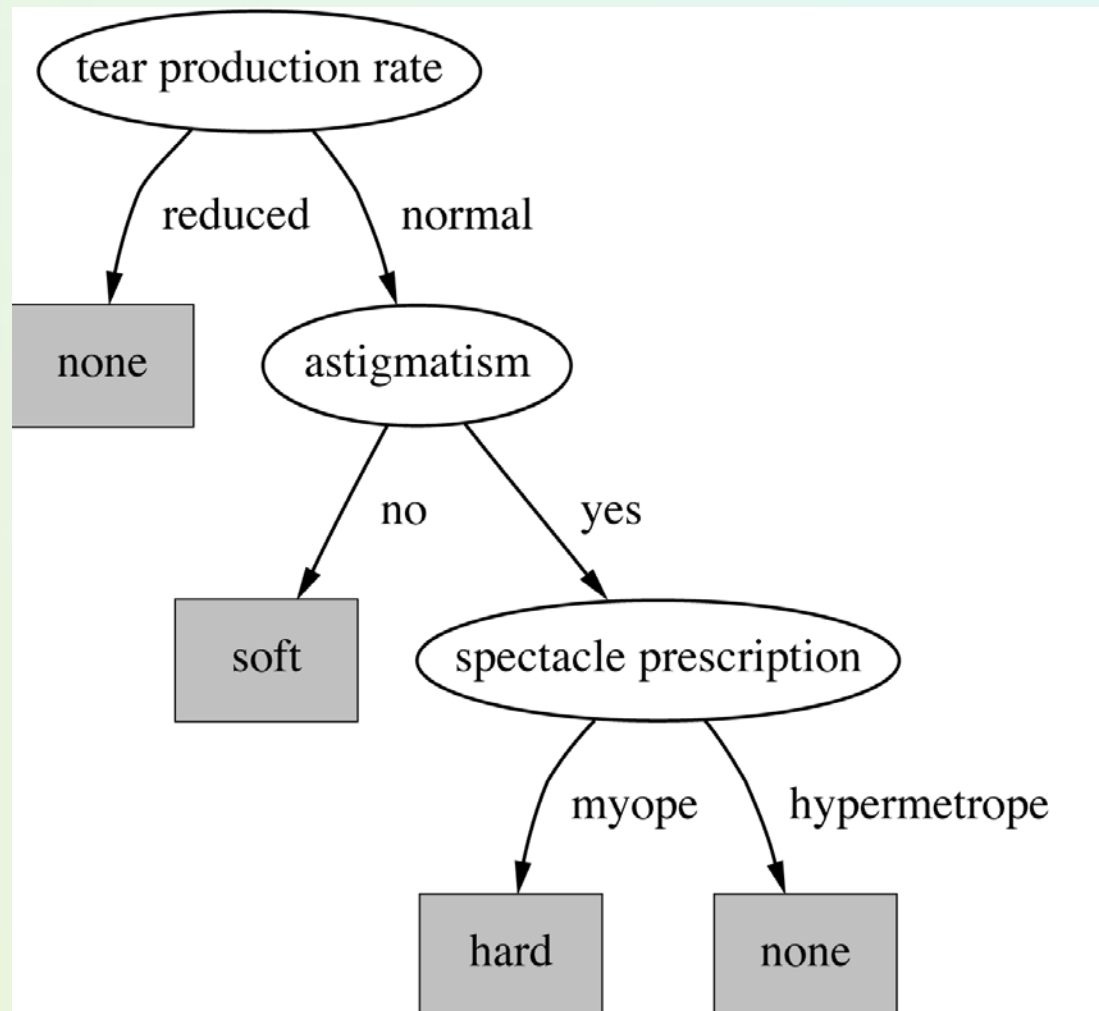 tear production rate
reduced
normal
none
astigmatism
no
yes
soft
spectacle prescription
myope
hypermetrope
hard
none